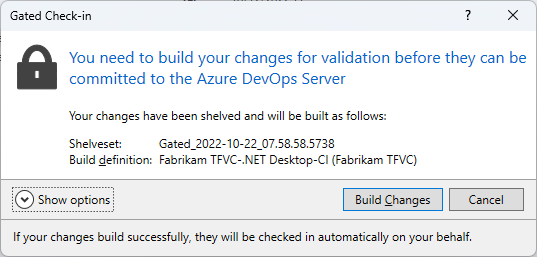 Gated Check-in
?
You need to build your changes for validation before they can be
committed to the Azure DevOps Server
Your changes have been shelved and will be built as follows:
Shelveset: Gated_2022-10-22_07.58.58.5738
Build definition: Fabrikam TFVC-.NET Desktop-CI (Fabrikam TFVC)
Show options
Build Changes
Cancel
If your changes build successfully, they will be checked in automatically on your behalf.